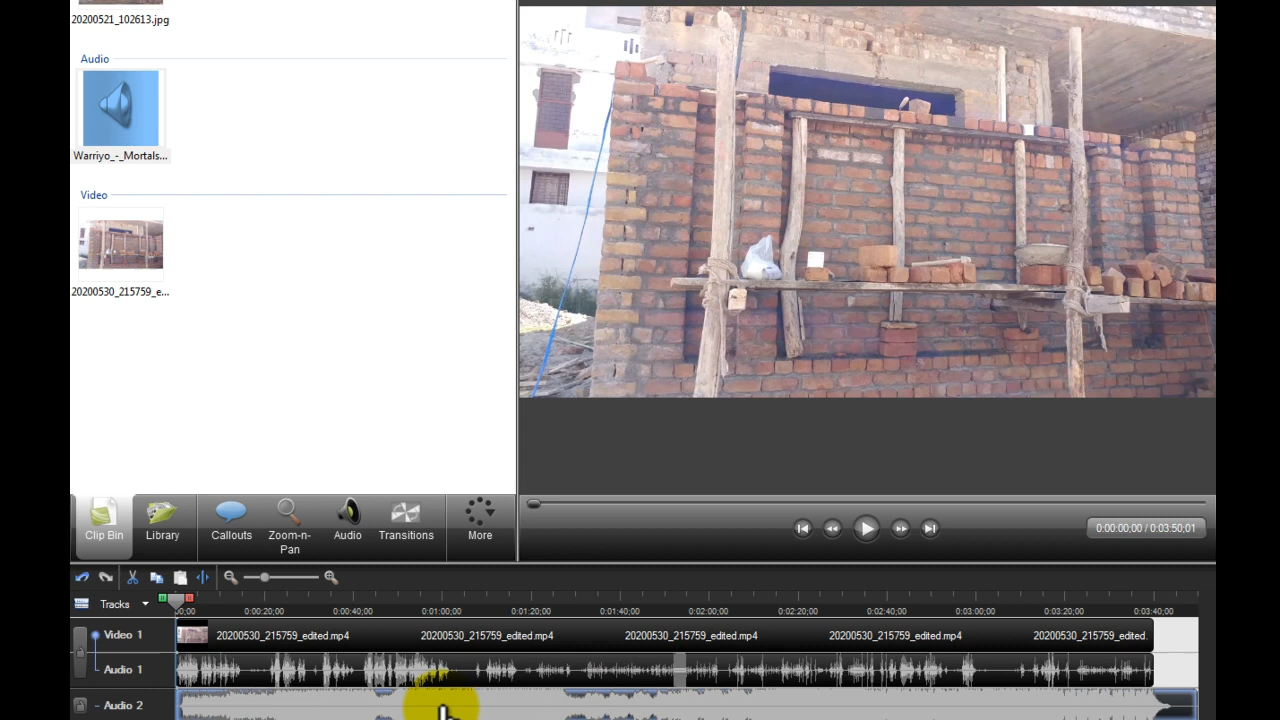 20200521_102613.jpg
Audio
Warriyo_-_Mortals...
Video
20200530_215759_e...
Clip Bin
Library
Callouts
Zoom-n-
Pan
Audio
Transitions
More
0:00:00;00 / 0:03:50;01
Tracks
00;00 0:00:20;00 0:00:40;00 0:01:00;00 0:01:20;00 0:01:40;00 0:02:00;00 0:02:20;00 0:02:40;00 0:03:00;00 0:03:20;00 0:03:40;00
Video 1 20200530_215759_edited.mp4 20200530_215759_edited.mp4 20200530_215759_edited.mp4 20200530_215759_edited.mp4 20200530_215759_edited.
Audio 1
Audio 2